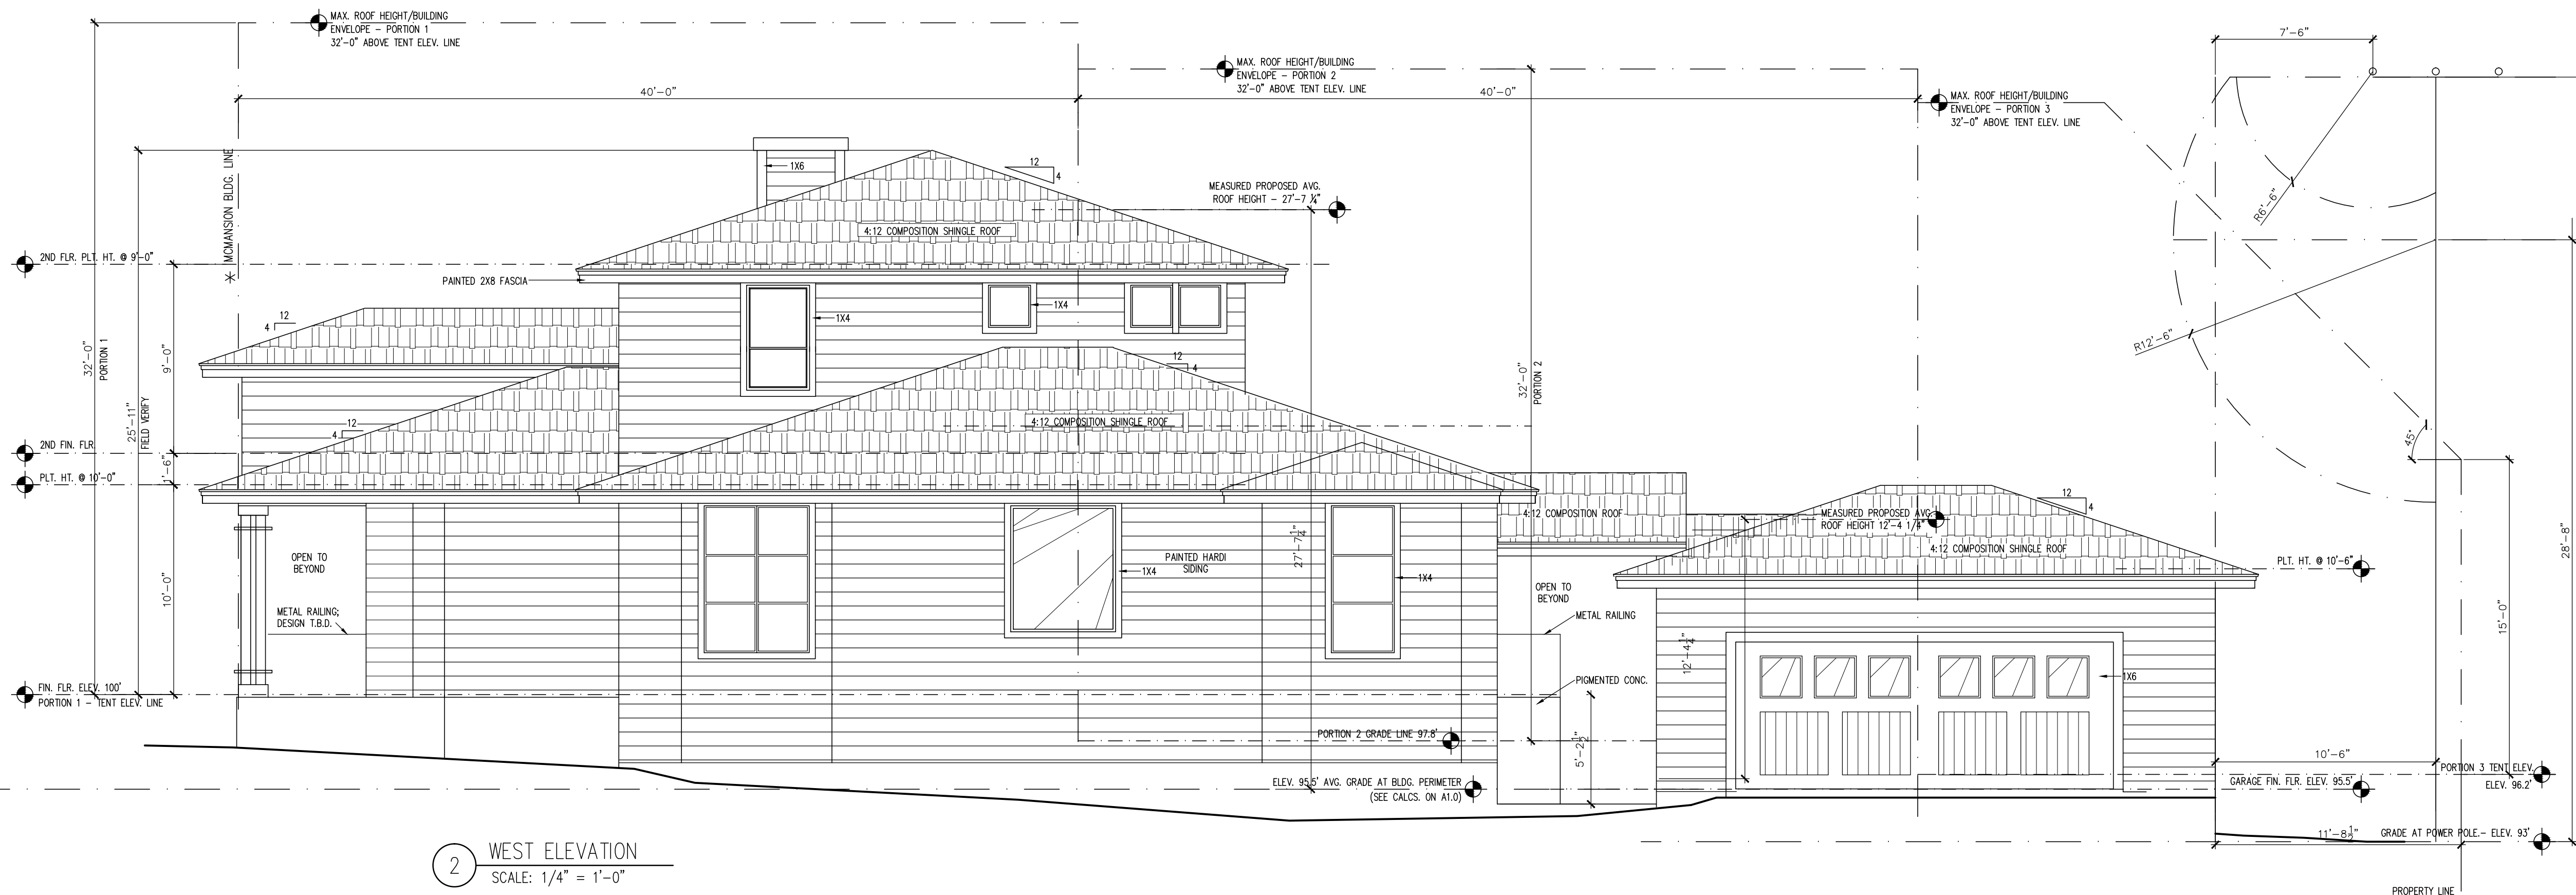 MAX. ROOF HEIGHT/BUILDING
ENVELOPE - PORTION 1
32'-0" ABOVE TENT ELEV. LINE
MAX. ROOF HEIGHT/BUILDING
ENVELOPE - PORTION 2
32'-0" ABOVE TENT ELEV. LINE
MAX. ROOF HEIGHT/BUILDING
ENVELOPE - PORTION 3
32'-0" ABOVE TENT ELEV. LINE
7'-6"
40'-0"
40'-0"
MCMANSION BLDG. LINE
1X6
12
4
MEASURED PROPOSED AVG.
ROOF HEIGHT - 27'-7 1/4"
4:12 COMPOSITION SHINGLE ROOF
R6'-6"
R12'-6"
2ND FLR. PLT. HT. @ 9'-0"
PAINTED 2X8 FASCIA
1X4
1X4
12
4
32'-0"
PORTION 1
9'-0"
25'-11"
FIELD VERIFY
12
4
32'-0"
PORTION 2
12
4
4:12 COMPOSITION SHINGLE ROOF
2ND FIN. FLR.
1'-6"
PLT. HT. @ 10'-0"
45°
28'-8"
12
4
4:12 COMPOSITION ROOF
MEASURED PROPOSED AVG.
ROOF HEIGHT 12'-4 1/4"
4:12 COMPOSITION SHINGLE ROOF
PLT. HT. @ 10'-6"
OPEN TO
BEYOND
METAL RAILING;
DESIGN T.B.D.
10'-0"
PAINTED HARDI
SIDING
1X4
1X4
27'-7 1/4"
OPEN TO
BEYOND
METAL RAILING
12'-4 1/4"
15'-0"
PIGMENTED CONC.
1X6
FIN. FLR. ELEV. 100'
PORTION 1 - TENT ELEV. LINE
PORTION 2 GRADE LINE 97.8'
5'-2 1/2"
10'-6"
PORTION 3 TENT ELEV.
ELEV. 96.2'
GARAGE FIN. FLR. ELEV. 95.5'
ELEV. 95.5' AVG. GRADE AT BLDG. PERIMETER
(SEE CALCS. ON A1.0)
11'-8 1/2"
GRADE AT POWER POLE.- ELEV. 93'
2
WEST ELEVATION
SCALE: 1/4" = 1'-0"
PROPERTY LINE